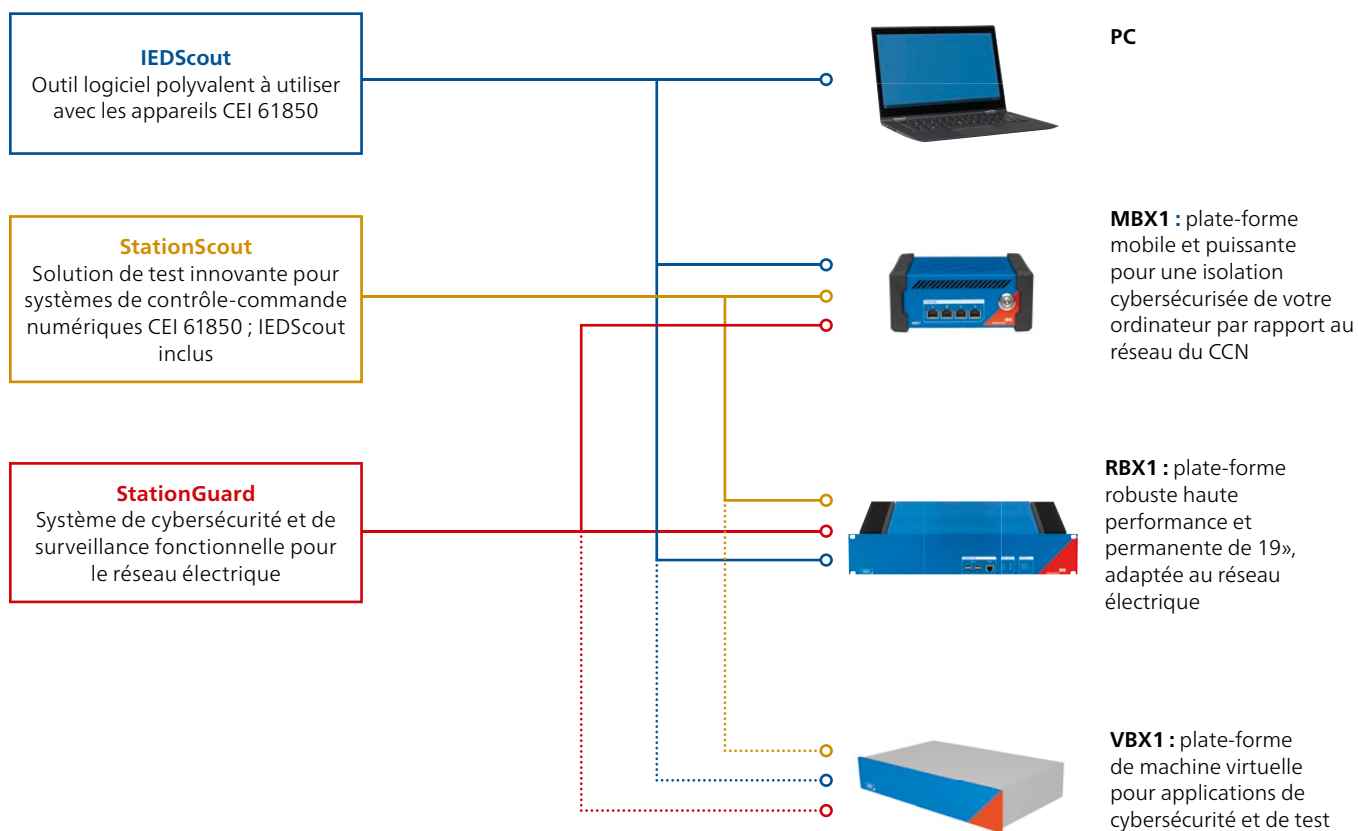 IEDScout
Outil logiciel polyvalent à utiliser
avec les appareils CEI 61850
PC
StationScout
Solution de test innovante pour
systèmes de contrôle-commande
numériques CEI 61850 ; IEDScout
inclus
MBX1 : plate-forme
mobile et puissante
pour une isolation
cybersécurisée de votre
ordinateur par rapport au
réseau du CCN
StationGuard
Système de cybersécurité et de
surveillance fonctionnelle pour
le réseau électrique
RBX1 : plate-forme
robuste haute
performance et
permanente de 19»,
adaptée au réseau
électrique
VBX1 : plate-forme
de machine virtuelle
pour applications de
cybersécurité et de test